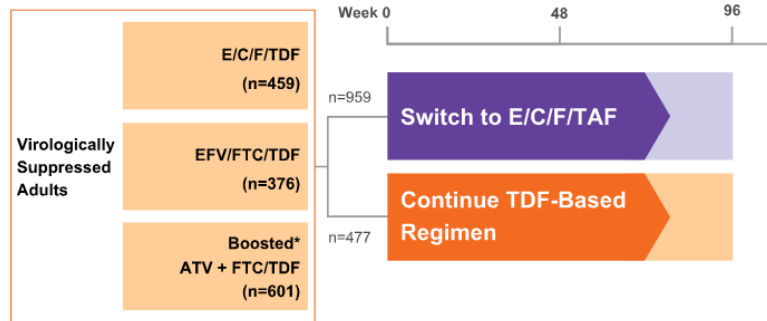 Week 0
48
96
E/C/F/TDF
(n=459)
n=959
Switch to E/C/F/TAF
Virologically
Suppressed
Adults
EFV/FTC/TDF
(n=376)
Continue TDF-Based
Regimen
n=477
Boosted*
ATV + FTC/TDF
(n=601)